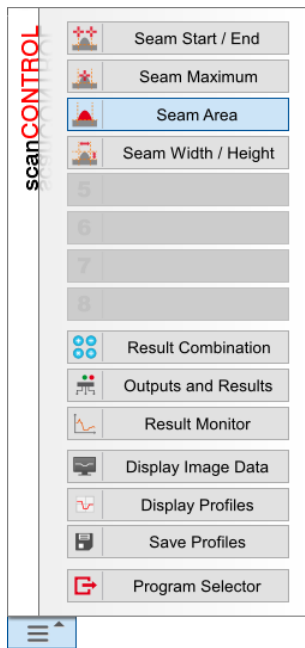 scanCONTROL
Seam Start / End
Seam Maximum
Seam Area
Seam Width / Height
5
6
7
8
Result Combination
Outputs and Results
Result Monitor
Display Image Data
Display Profiles
Save Profiles
Program Selector